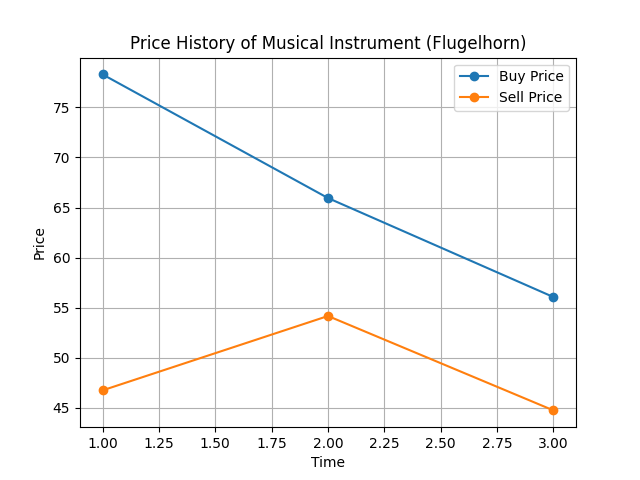 Price History of Musical Instrument (Flugelhorn)
Buy Price
Sell Price
75
70
65
60
55
50
45
Price
1.00 1.25 1.50 1.75 2.00 2.25 2.50 2.75 3.00
Time